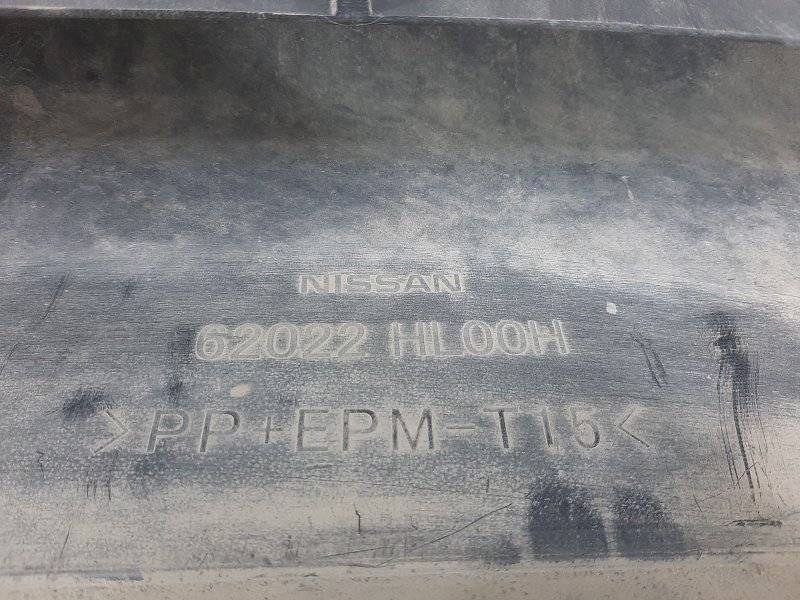 NISSAN
62022 HL00H
>PP+EPM-T15<